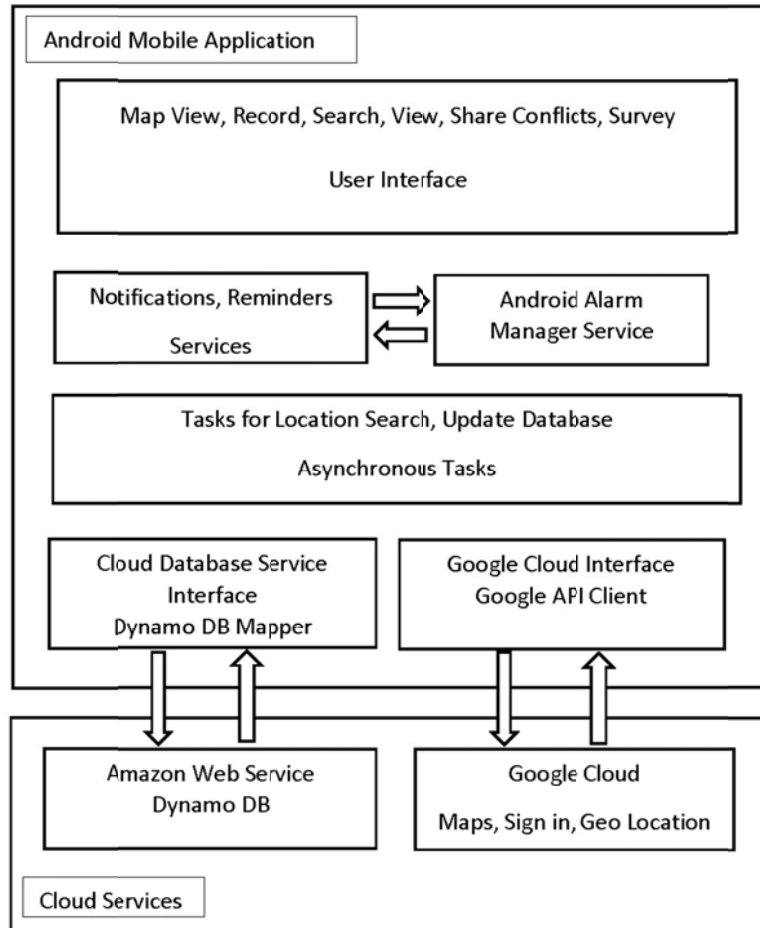 Android Mobile Application
Map View, Record, Search, View, Share Conflicts, Survey
User Interface
Notifications, Reminders
Services
Android Alarm
Manager Service
Tasks for Location Search, Update Database
Asynchronous Tasks
Cloud Database Service
Interface
Dynamo DB Mapper
Google Cloud Interface
Google API Client
Amazon Web Service
Dynamo DB
Google Cloud
Maps, Sign in, Geo Location
Cloud Services